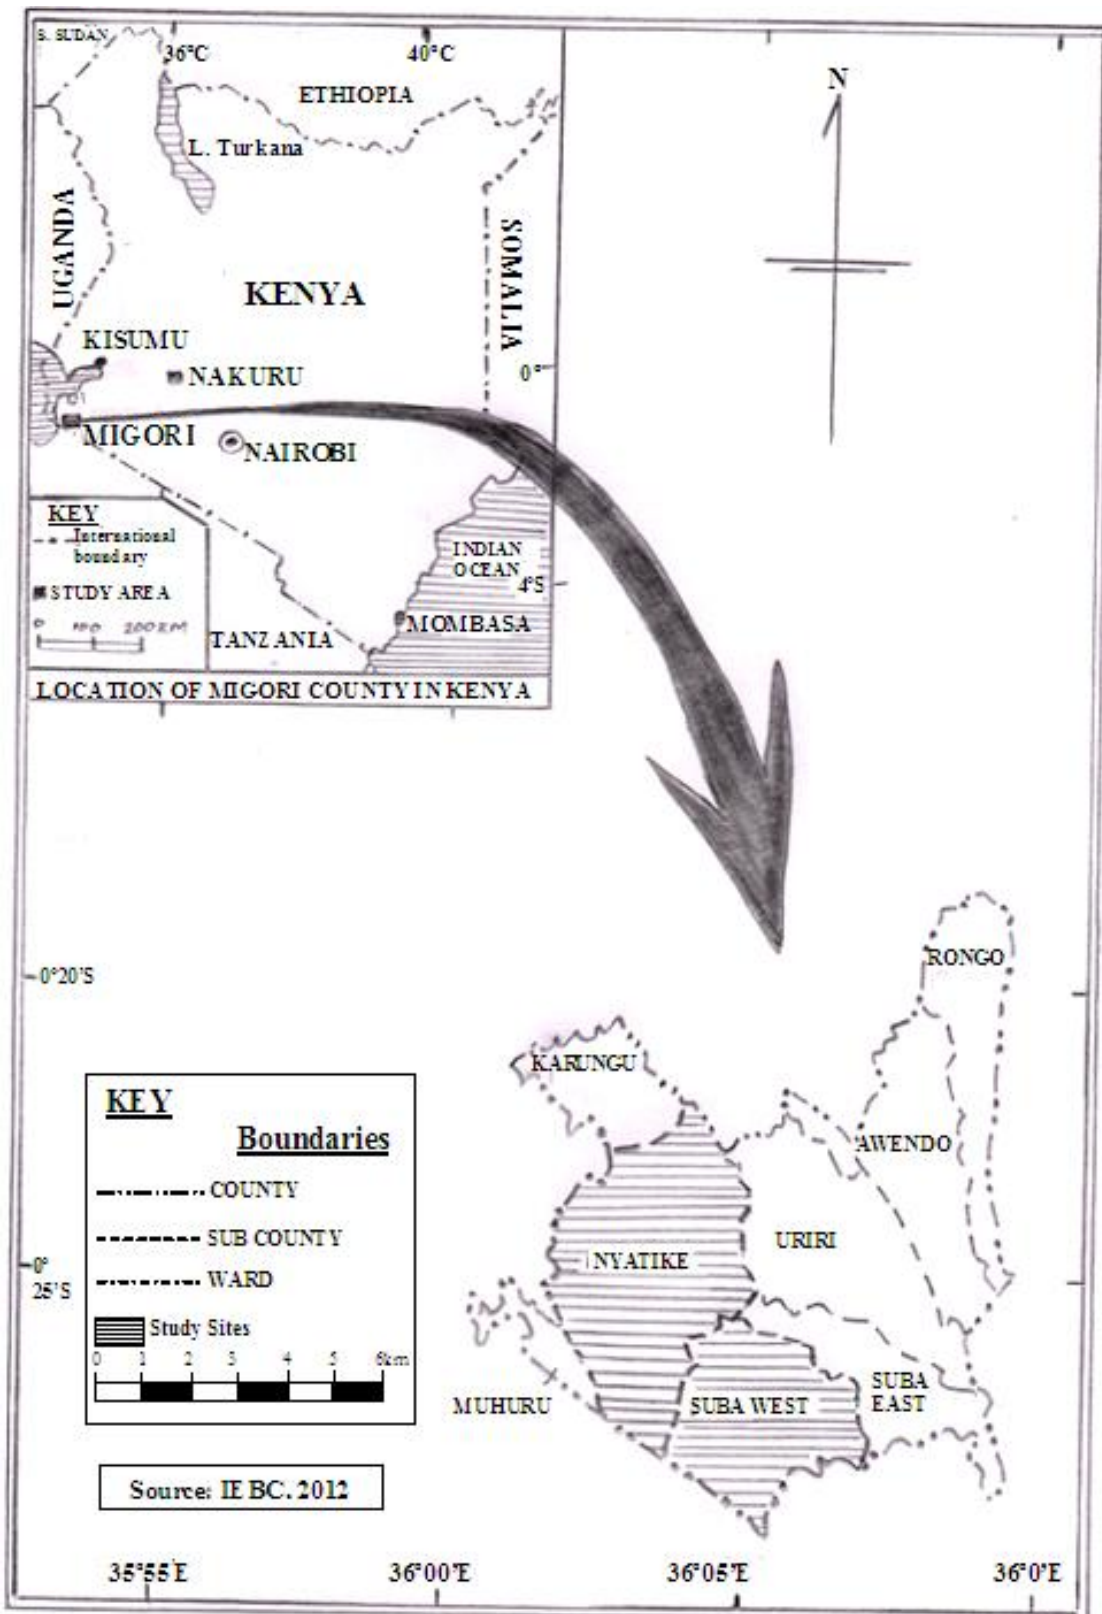 S. SUDAN
36°C
40°C
ETHIOPIA
L. Turkana
UGANDA
SOMALIA
KENYA
KISUMU
NAKURU
0°
MIGORI
NAIROBI
KEY
International
boundary
STUDY AREA
0 100 200KM
INDIAN
OCEAN
4°S
MOMBASA
TANZANIA
LOCATION OF MIGORI COUNTY IN KENYA
N
0°20'S
RONGO
KARUNGU
AWENDO
URIRI
NYATIKE
0°
25'S
SUBA
EAST
SUBA WEST
MUHURU
KEY
Boundaries
COUNTY
SUB COUNTY
WARD
Study Sites
0 1 2 3 4 5 6km
Source: IEBC. 2012
35°55'E
36°00'E
36°05'E
36°0'E